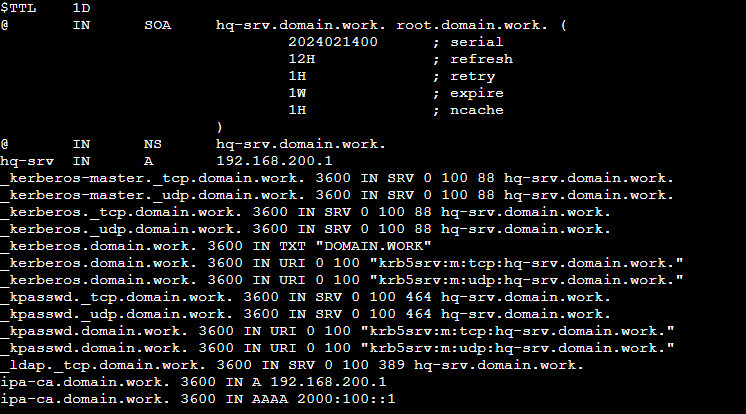 $TTL 1D
@ IN SOA hq-srv.domain.work. root.domain.work. (
2024021400 ; serial
12H ; refresh
1H ; retry
1W ; expire
1H ; ncache
)
@ IN NS hq-srv.domain.work.
hq-srv IN A 192.168.200.1
_kerberos-master._tcp.domain.work. 3600 IN SRV 0 100 88 hq-srv.domain.work.
_kerberos-master._udp.domain.work. 3600 IN SRV 0 100 88 hq-srv.domain.work.
_kerberos._tcp.domain.work. 3600 IN SRV 0 100 88 hq-srv.domain.work.
_kerberos._udp.domain.work. 3600 IN SRV 0 100 88 hq-srv.domain.work.
_kerberos.domain.work. 3600 IN TXT "DOMAIN.WORK"
_kerberos.domain.work. 3600 IN URI 0 100 "krb5srv:m:tcp:hq-srv.domain.work."
_kerberos.domain.work. 3600 IN URI 0 100 "krb5srv:m:udp:hq-srv.domain.work."
_kpasswd._tcp.domain.work. 3600 IN SRV 0 100 464 hq-srv.domain.work.
_kpasswd._udp.domain.work. 3600 IN SRV 0 100 464 hq-srv.domain.work.
_kpasswd.domain.work. 3600 IN URI 0 100 "krb5srv:m:tcp:hq-srv.domain.work."
_kpasswd.domain.work. 3600 IN URI 0 100 "krb5srv:m:udp:hq-srv.domain.work."
_ldap._tcp.domain.work. 3600 IN SRV 0 100 389 hq-srv.domain.work.
ipa-ca.domain.work. 3600 IN A 192.168.200.1
ipa-ca.domain.work. 3600 IN AAAA 2000:100::1